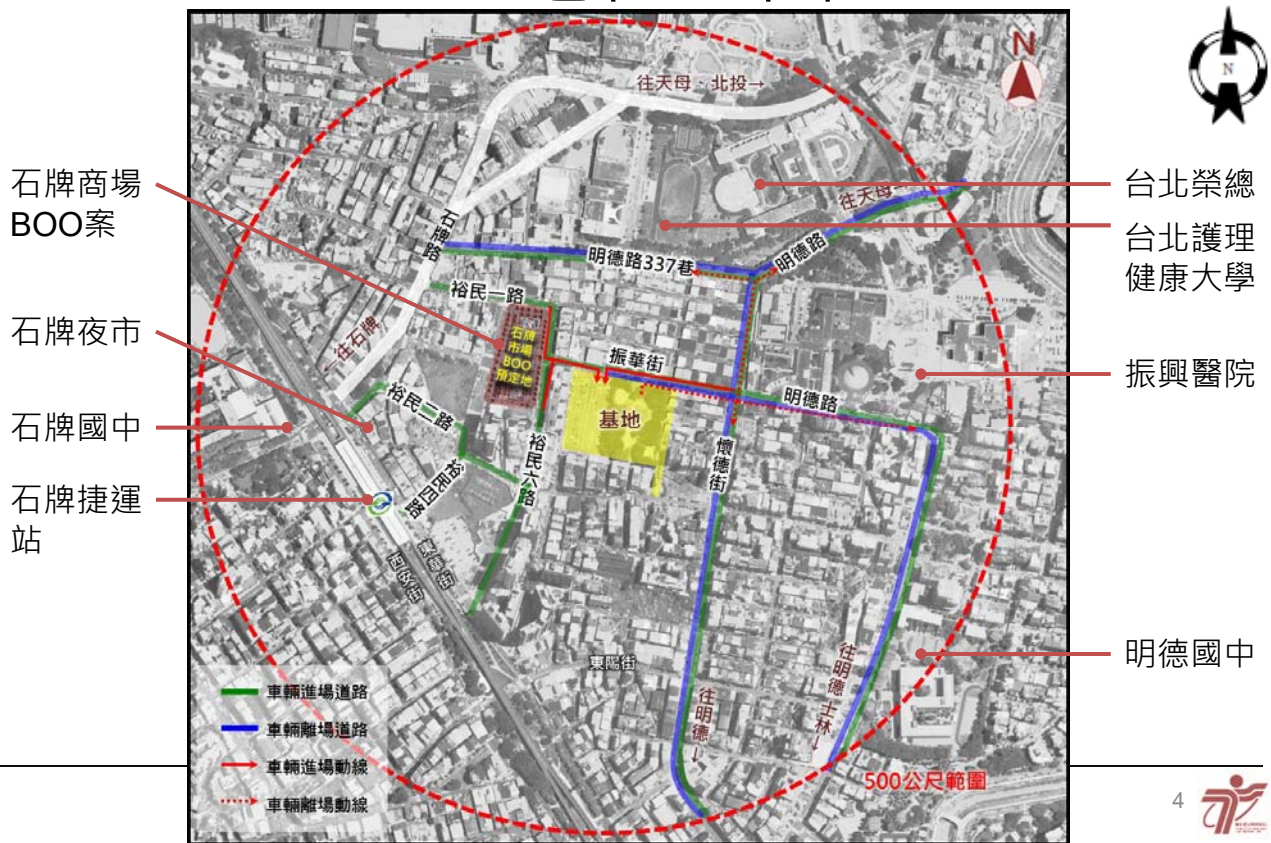 N
N
往天母、北投→
石牌商場
BOO案
石牌夜市
石牌國中
石牌捷運
站
台北榮總
台北護理
健康大學
振興醫院
明德國中
往天母
石牌路
明德路337巷
明德路
裕民一路
石牌
市場
BOO
預定地
往石牌
振華街
基地
明德路
裕民二路
裕民四路
裕民六路
懷德街
東華街
西安街
東陽街
往明德↓
往明德 士林↓
車輛進場道路
車輛離場道路
車輛進場動線
車輛離場動線
500公尺範圍
4